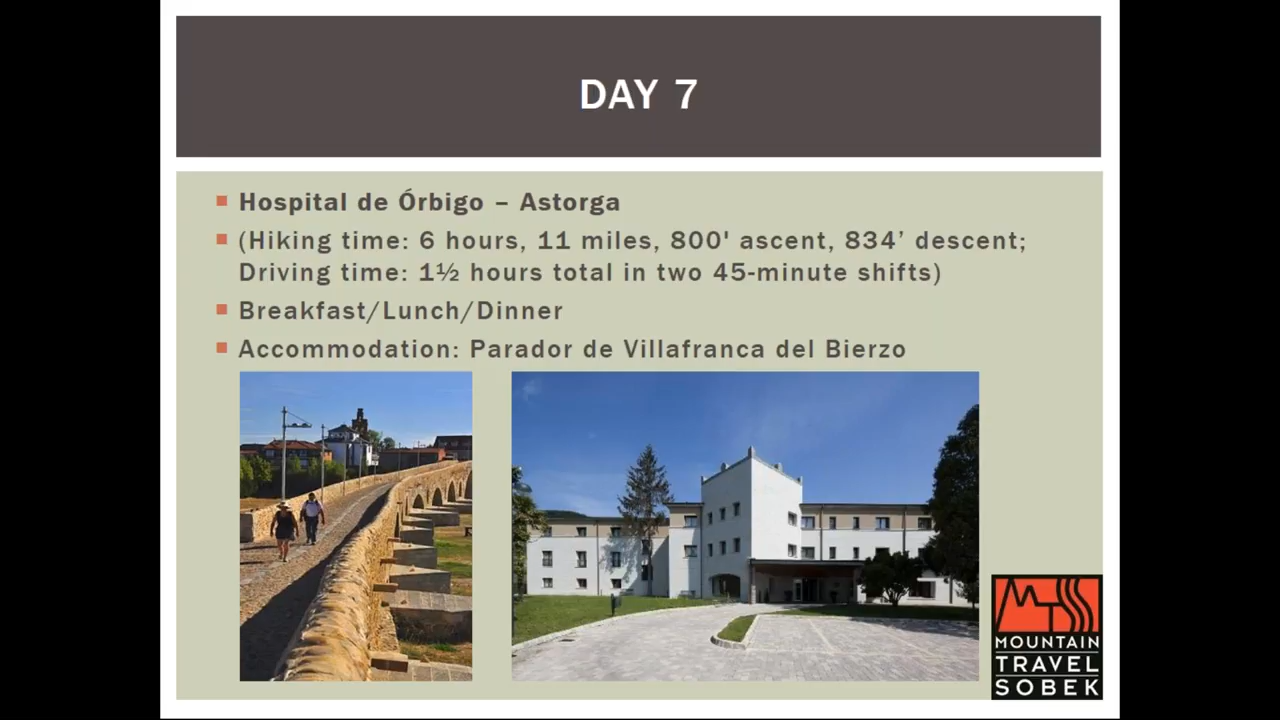 DAY 7
Hospital de Órbigo – Astorga
(Hiking time: 6 hours, 11 miles, 800' ascent, 834’ descent;
Driving time: 1½ hours total in two 45-minute shifts)
Breakfast/Lunch/Dinner
Accommodation: Parador de Villafranca del Bierzo
MTS
MOUNTAIN
TRAVEL
SOBEK